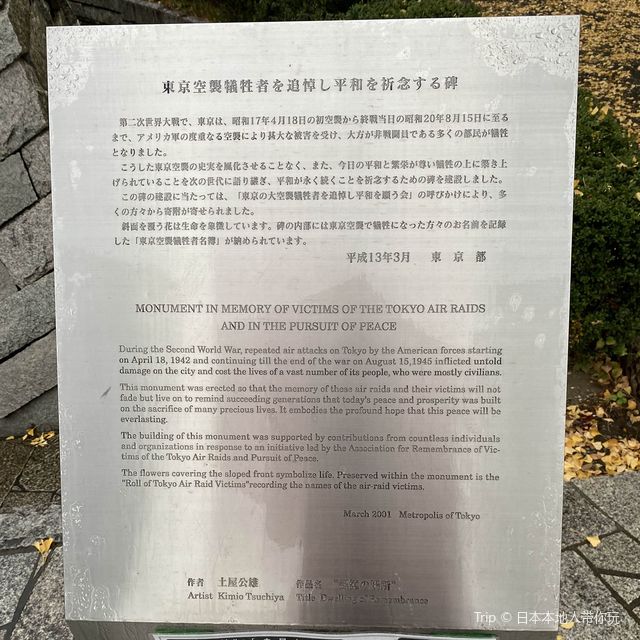 東京空襲犠牲者を追悼し平和を祈念する碑
第二次世界大戦で、東京は、昭和17年4月18日の初空襲から終戦当日の昭和20年8月15日に至る
まで、アメリカ軍の度重なる空襲により甚大な被害を受け、大方が非戦闘員である多くの都民が犠牲
となりました。
こうした東京空襲の史実を風化させることなく、また、今日の平和と繁栄が尊い犠牲の上に築き上
げられていることを次の世代に語り継ぎ、平和が永く続くことを祈念するための碑を建設しました。
この碑の建設に当たっては、「東京の大空襲犠牲者を追悼し平和を願う会」の呼びかけにより、多
くの方々から寄附が寄せられました。
斜面を覆う花は生命を象徴しています。碑の内部には東京空襲で犠牲になった方々のお名前を記録
した「東京空襲犠牲者名簿」が納められています。
平成13年3月 東京都
MONUMENT IN MEMORY OF VICTIMS OF THE TOKYO AIR RAIDS
AND IN THE PURSUIT OF PEACE
During the Second World War, repeated air attacks on Tokyo by the American forces starting
on April 18, 1942 and continuing till the end of the war on August 15,1945 inflicted untold
damage on the city and cost the lives of a vast number of its people, who were mostly civilians.
This monument was erected so that the memory of those air raids and their victims will not
fade but live on to remind succeeding generations that today's peace and prosperity was built
on the sacrifice of many precious lives. It embodies the profound hope that this peace will be
everlasting.
The building of this monument was supported by contributions from countless individuals
and organizations in response to an initiative led by the Association for Remembrance of Vic-
tims of the Tokyo Air Raids and Pursuit of Peace.
The flowers covering the sloped front symbolize life. Preserved within the monument is the
"Roll of Tokyo Air Raid Victims"recording the names of the air-raid victims.
March 2001 Metropolis of Tokyo
作者 土屋公雄 作品名
Artist Kimio Tsuchiya Title Dwelling of Remembrance
Trip © 日本本地人带你玩